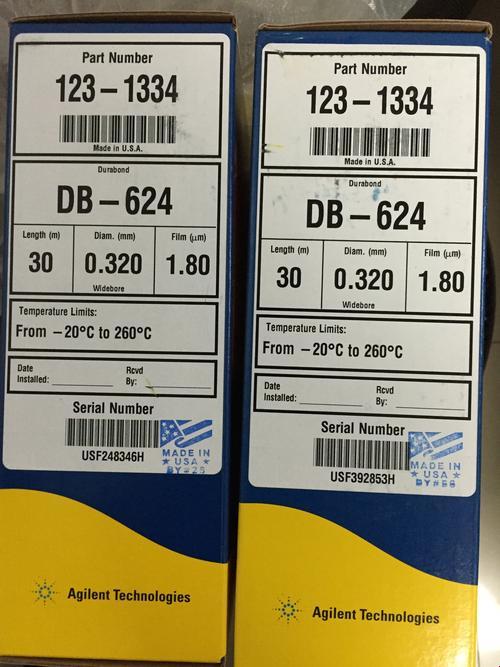 Part Number
123-1334
Made in U.S.A.
Durabond
DB-624
Length (m) Diam. (mm) Film (μm)
30 0.320 1.80
Widebore
Temperature Limits:
From -20°C to 260°C
Date Installed: Rcvd By:
Serial Number
USF248346H
MADE IN
USA
Agilent Technologies
Part Number
123-1334
Made in U.S.A.
Durabond
DB-624
Length (m) Diam. (mm) Film (μm)
30 0.320 1.80
Widebore
Temperature Limits:
From -20°C to 260°C
Date Installed: Rcvd By:
Serial Number
USF392853H
MADE IN
USA
Agilent Technologies